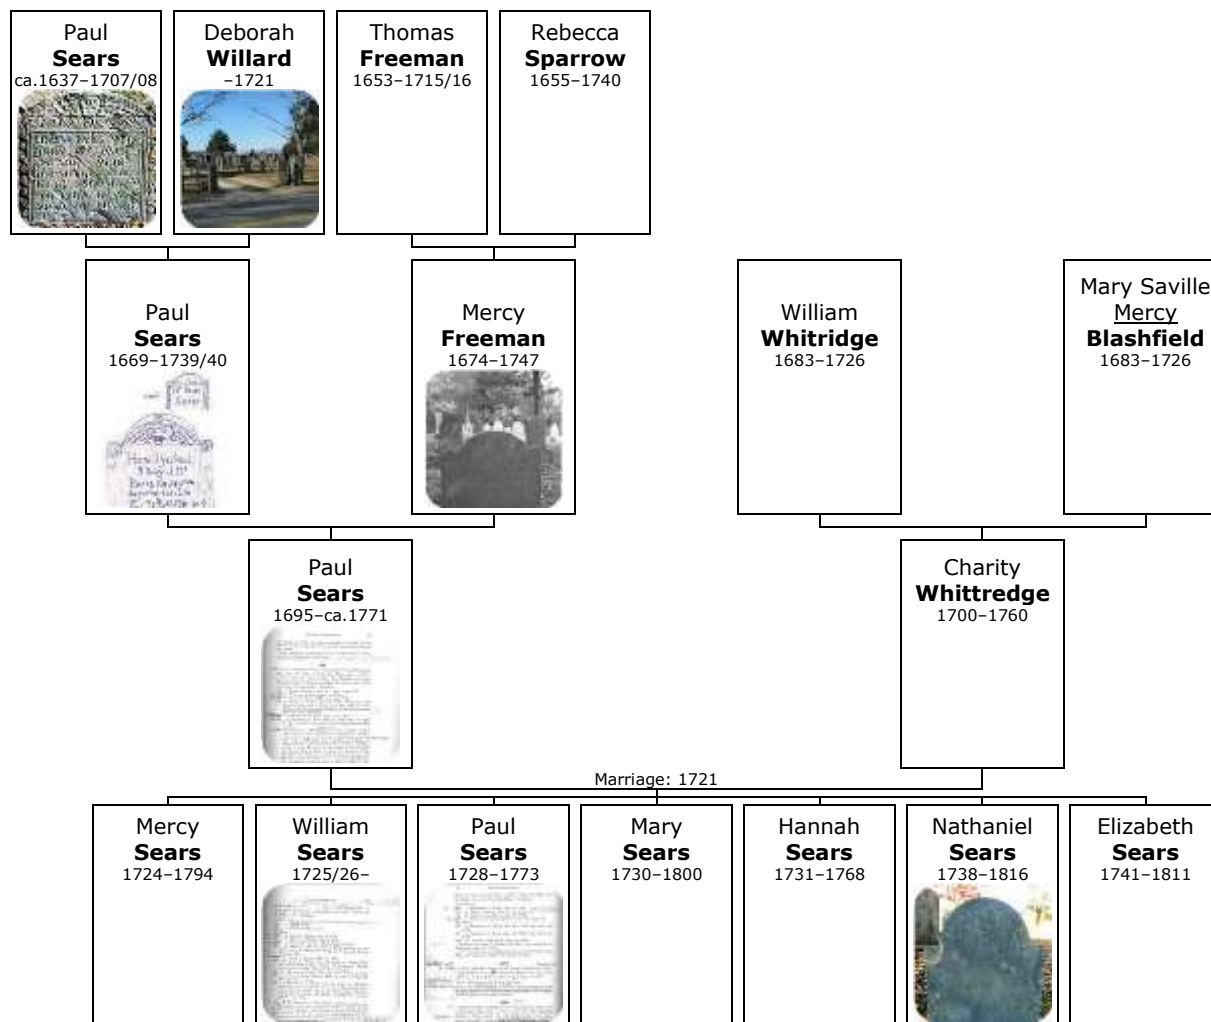 Paul
Sears
ca.1637–1707/08
Deborah
Willard
–1721
Thomas
Freeman
1653–1715/16
Rebecca
Sparrow
1655–1740
Paul
Sears
1669–1739/40
Mercy
Freeman
1674–1747
William
Whitridge
1683–1726
Mary Saville
Mercy
Blashfield
1683–1726
Paul
Sears
1695–ca.1771
Charity
Whittredge
1700–1760
Marriage: 1721
Mercy
Sears
1724–1794
William
Sears
1725/26–
Paul
Sears
1728–1773
Mary
Sears
1730–1800
Hannah
Sears
1731–1768
Nathaniel
Sears
1738–1816
Elizabeth
Sears
1741–1811